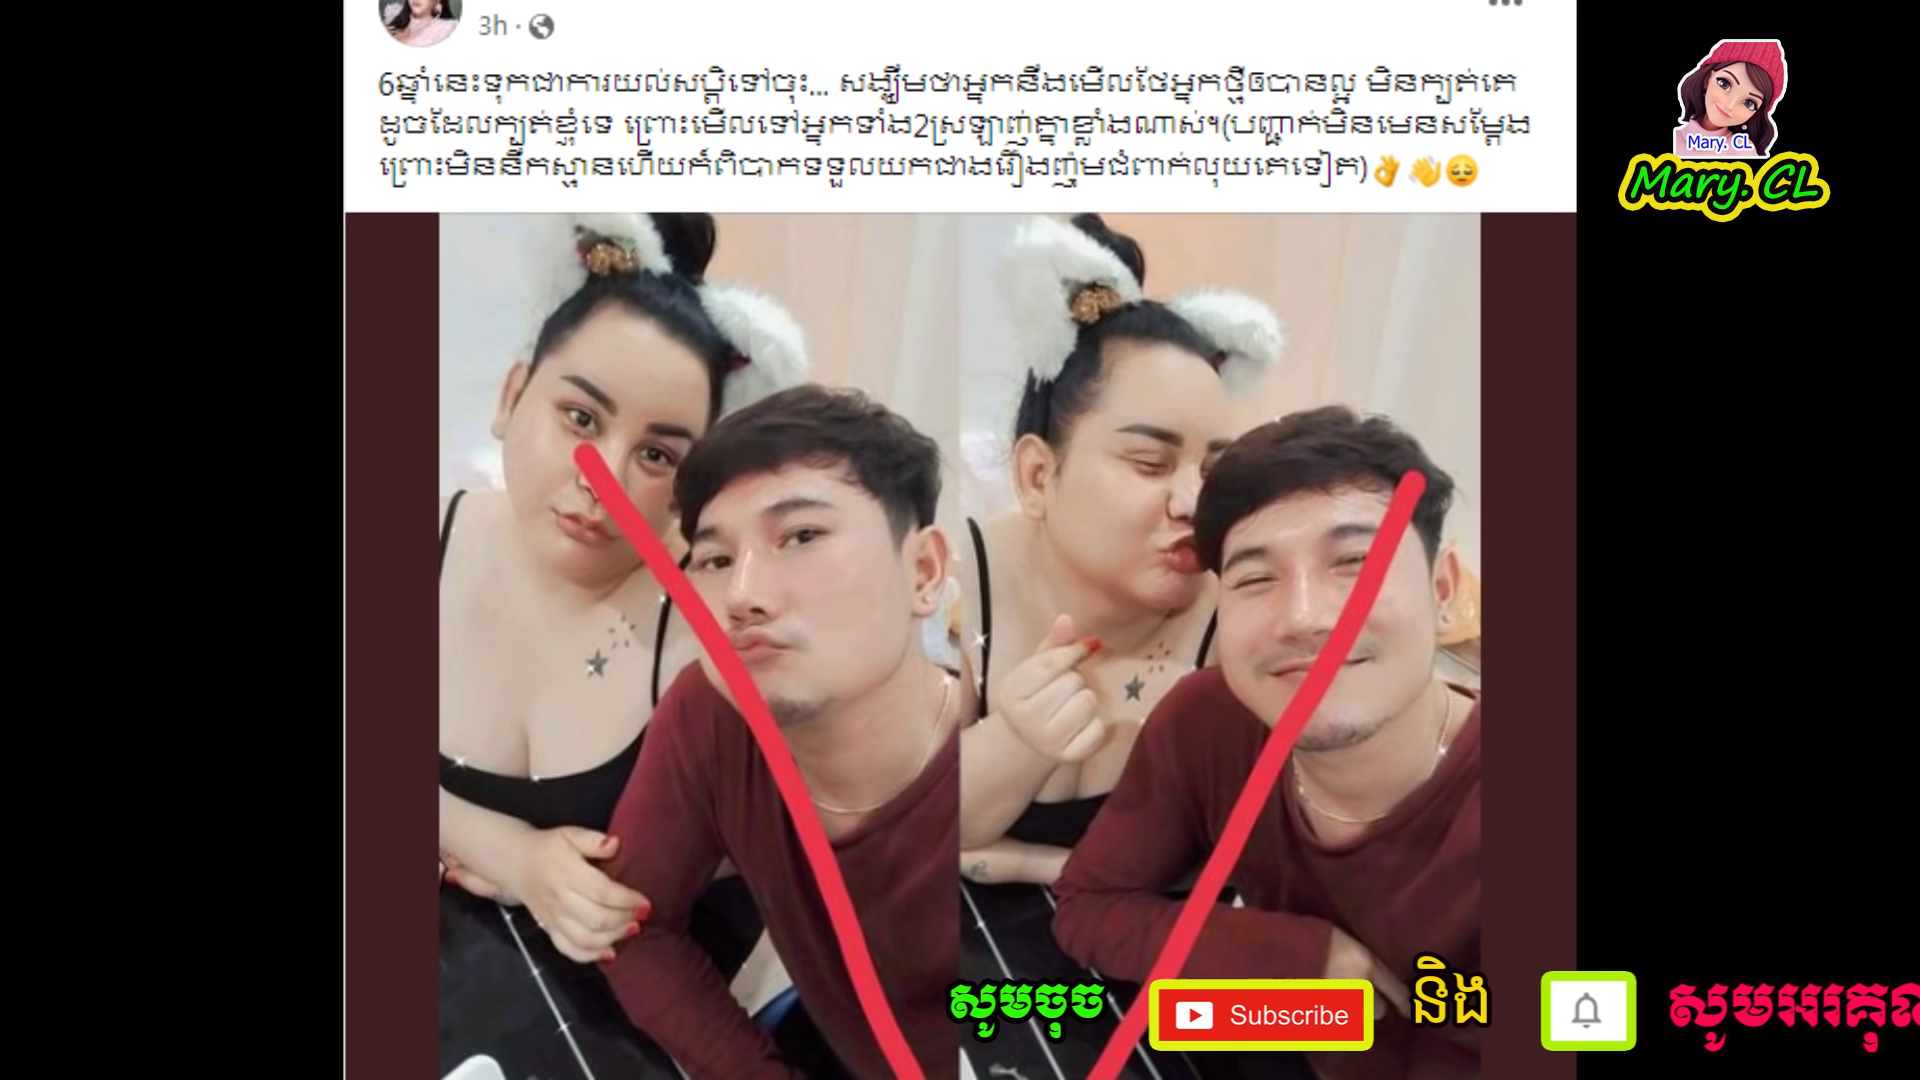 3h ·
6ឆ្នាំនេះទុកជាការយល់សប្តិទៅចុះ... សង្ឃឹមថាអ្នកនឹងមើលថែអ្នកថ្មីឲបានល្អ មិនក្បត់គេ
ដូចដែលក្បត់ខ្ញុំទេ ព្រោះមើលទៅអ្នកទាំង2ស្រឡាញ់គ្នាខ្លាំងណាស់។(បញ្ជាក់មិនមេនសម្តែង
ព្រោះមិននឹកស្មានហើយក៏ពិបាកទទួលយកជាងរឿងញ៉ុមជំពាក់លុយគេទៀត)👌👋😔
Mary. CL
Mary. CL
សូមចុច
Subscribe
និង